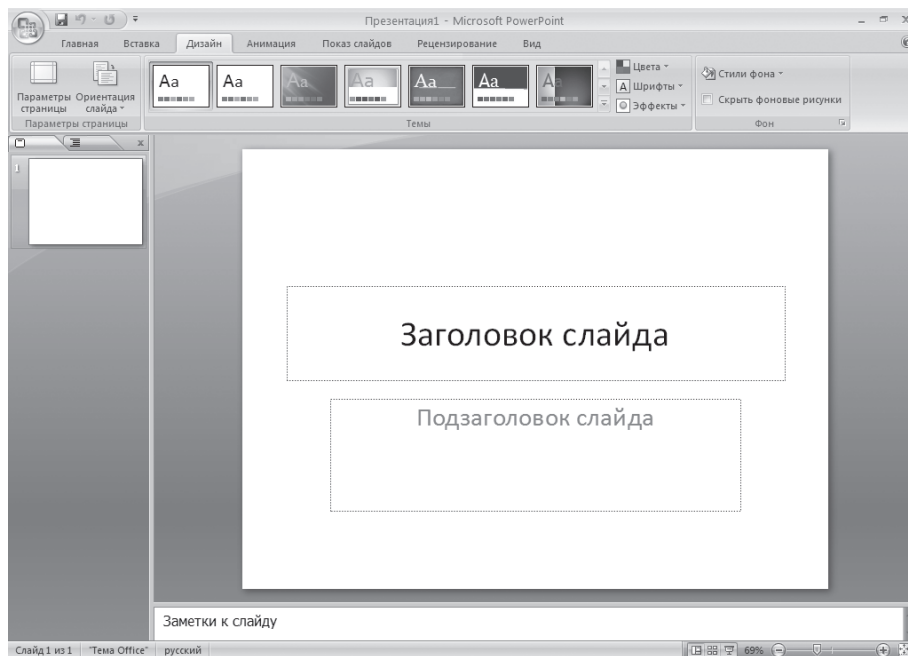 Презентация1 - Microsoft PowerPoint
Главная Вставка Дизайн Анимация Показ слайдов Рецензирование Вид
Параметры страницы
Ориентация слайда
Aa Aa Aa Aa Aa Aa Aa
Цвета
Шрифты
Эффекты
Стили фона
Скрыть фоновые рисунки
Параметры страницы Темы Фон
1
Заголовок слайда
Подзаголовок слайда
Заметки к слайду
Слайд 1 из 1 "Тема Office" русский 69%